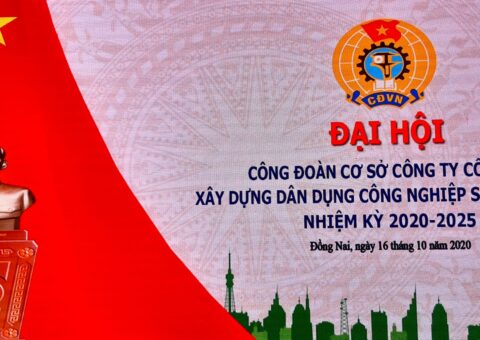 CĐVN
ĐẠI HỘI
CÔNG ĐOÀN CƠ SỞ CÔNG TY
XÂY DỰNG DÂN DỤNG CÔNG NGHIỆP
NHIỆM KỲ 2020-2025
Đồng Nai, ngày 16 tháng 10 năm 2020